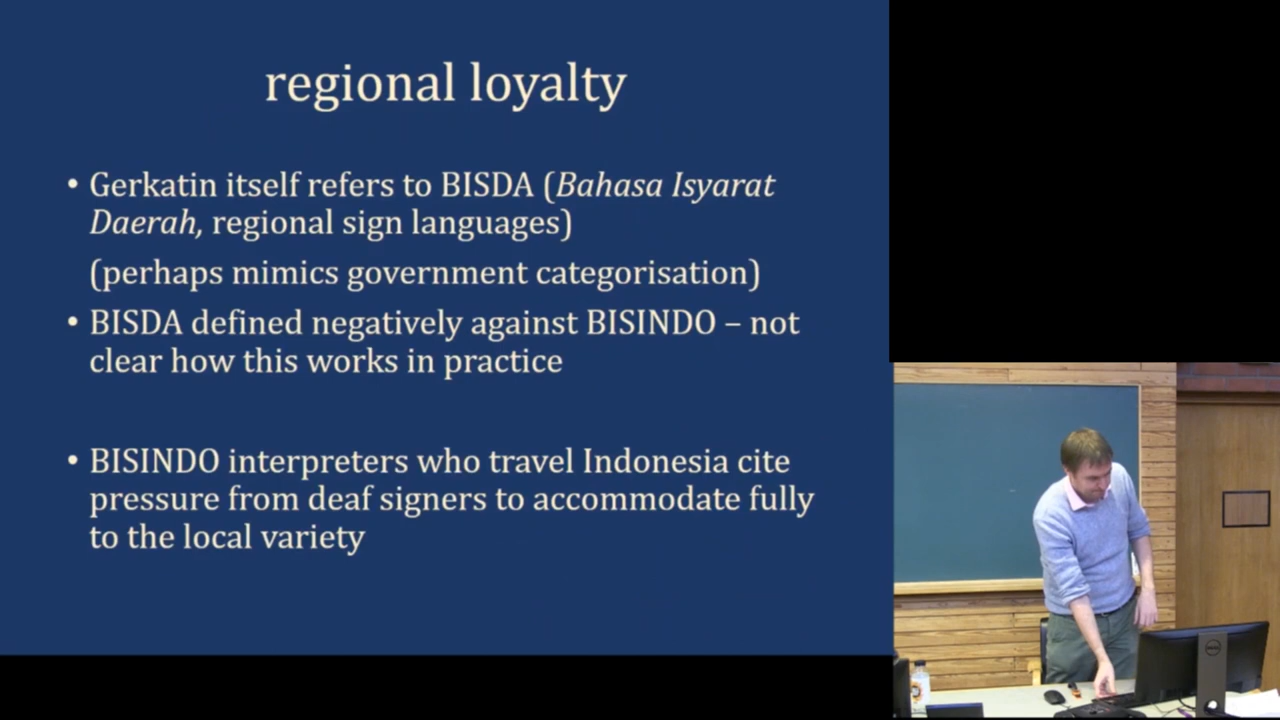 regional loyalty
• Gerkatin itself refers to BISDA (Bahasa Isyarat
Daerah, regional sign languages)
(perhaps mimics government categorisation)
• BISDA defined negatively against BISINDO – not
clear how this works in practice
• BISINDO interpreters who travel Indonesia cite
pressure from deaf signers to accommodate fully
to the local variety
DELL